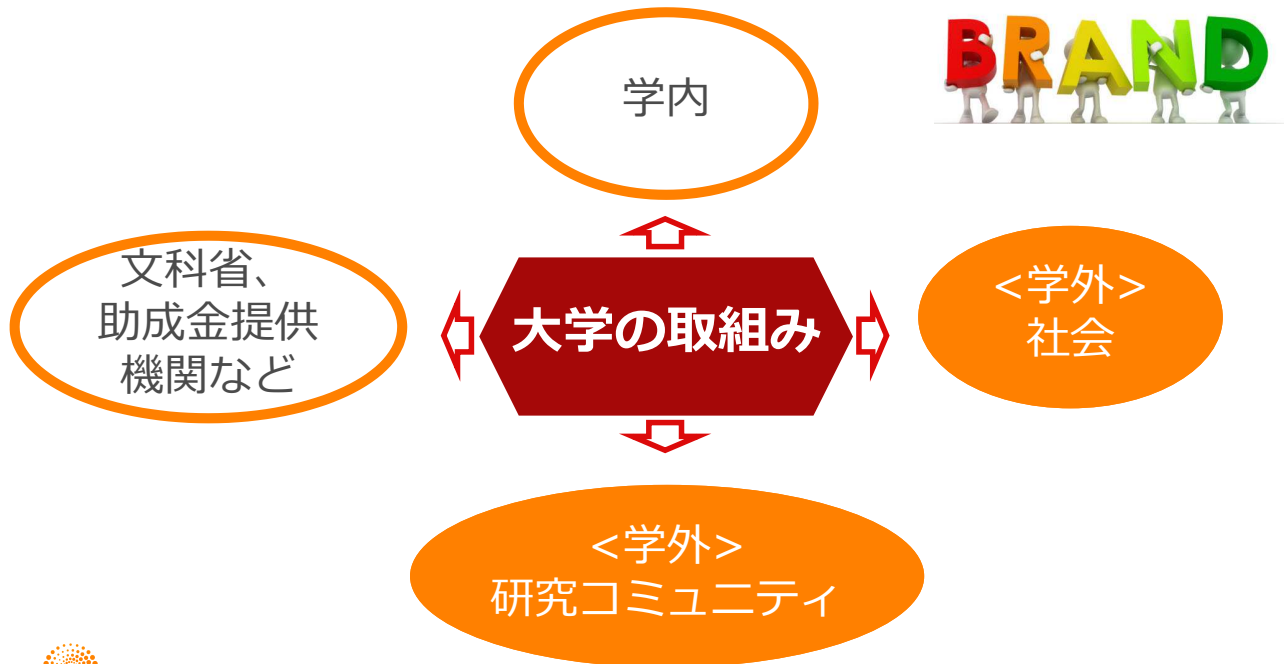 BRAND
学内
文科省、
助成金提供
機関など
大学の取組み
<学外>
社会
<学外>
研究コミュニティ